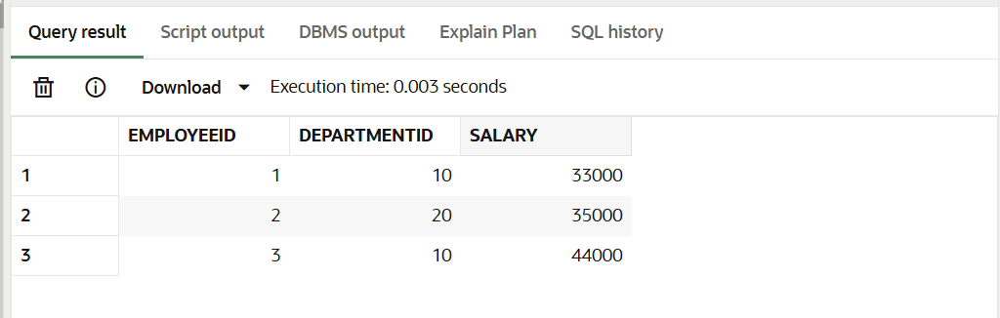 Query result Script output DBMS output Explain Plan SQL history
Download Execution time: 0.003 seconds
EMPLOYEEID DEPARTMENTID SALARY
1 1 10 33000
2 2 20 35000
3 3 10 44000